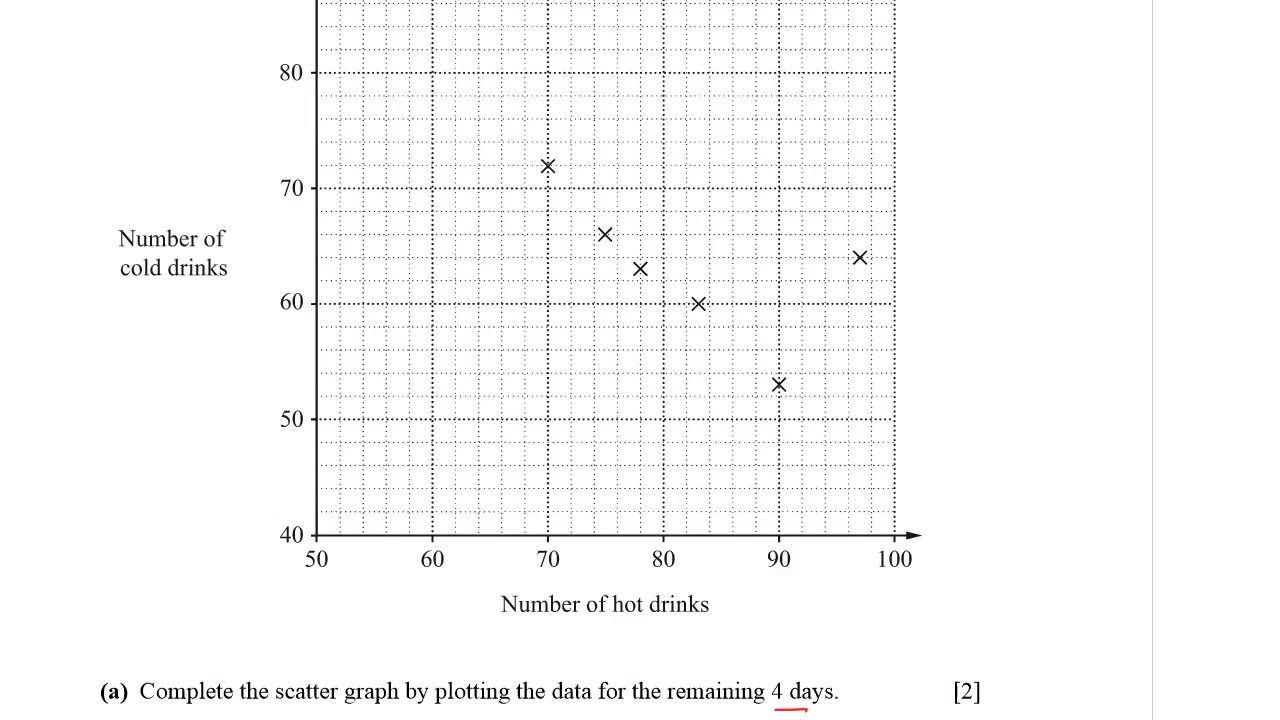 80
70
Number of
cold drinks
60
50
40
50 60 70 80 90 100
Number of hot drinks
(a) Complete the scatter graph by plotting the data for the remaining 4 days. [2]